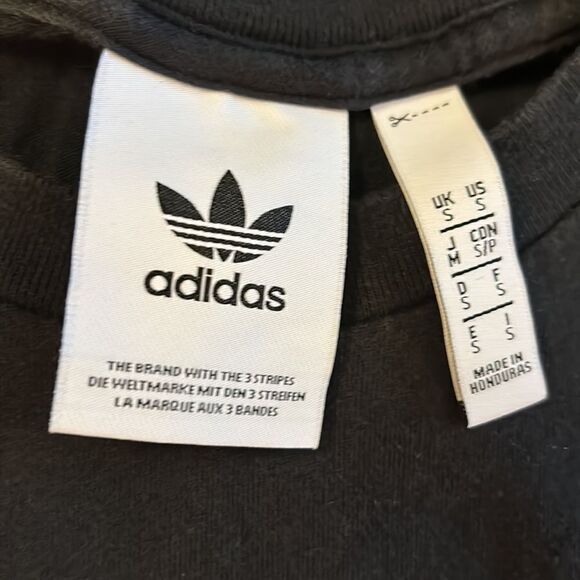 adidas
THE BRAND WITH THE 3 STRIPES
DIE WELTMARKE MIT DEN 3 STREIFEN
LA MARQUE AUX 3 BANDES
UK US
S S
J CDN
M S/P
D F
S S
E I
S S
MADE IN
HONDURAS